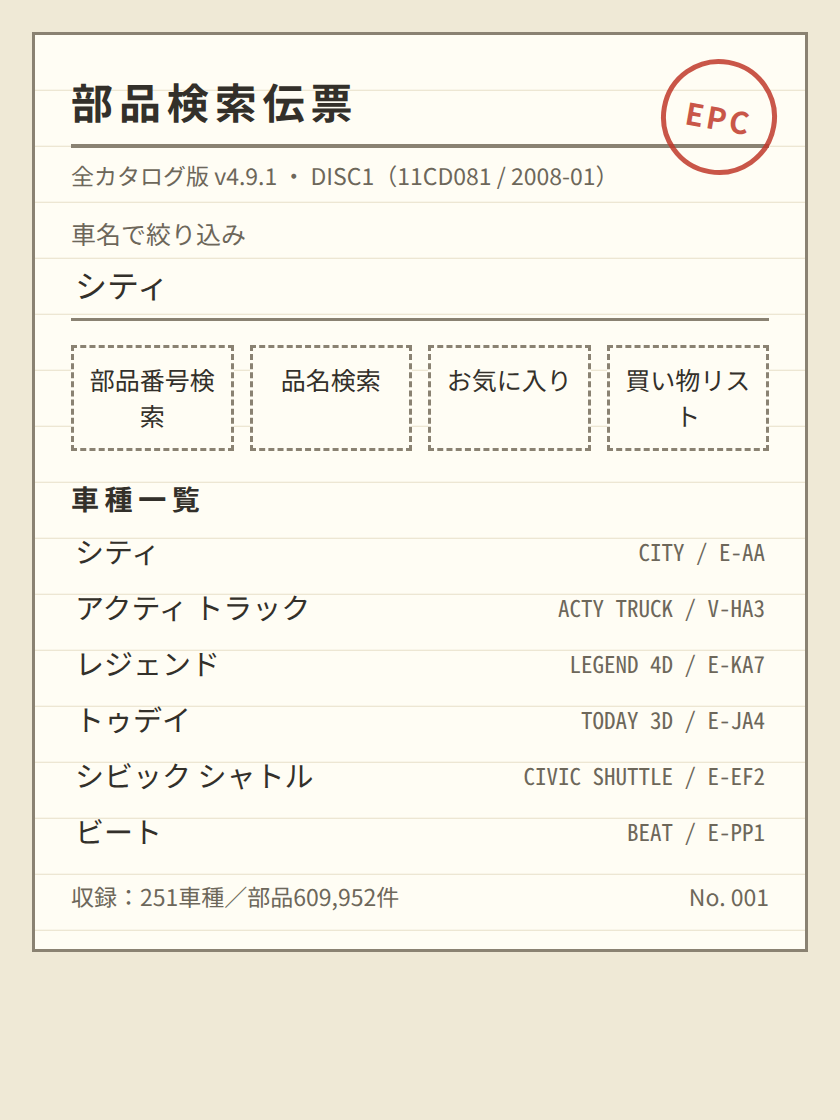 部品検索伝票
EPC
全カタログ版 v4.9.1 ・ DISC1（11CD081 / 2008-01）
車名で絞り込み
シティ
部品番号検索
品名検索
お気に入り
買い物リスト
車種一覧
シティ CITY / E-AA
アクティ トラック ACTY TRUCK / V-HA3
レジェンド LEGEND 4D / E-KA7
トゥデイ TODAY 3D / E-JA4
シビック シャトル CIVIC SHUTTLE / E-EF2
ビート BEAT / E-PP1
収録：251車種／部品609,952件 No. 001